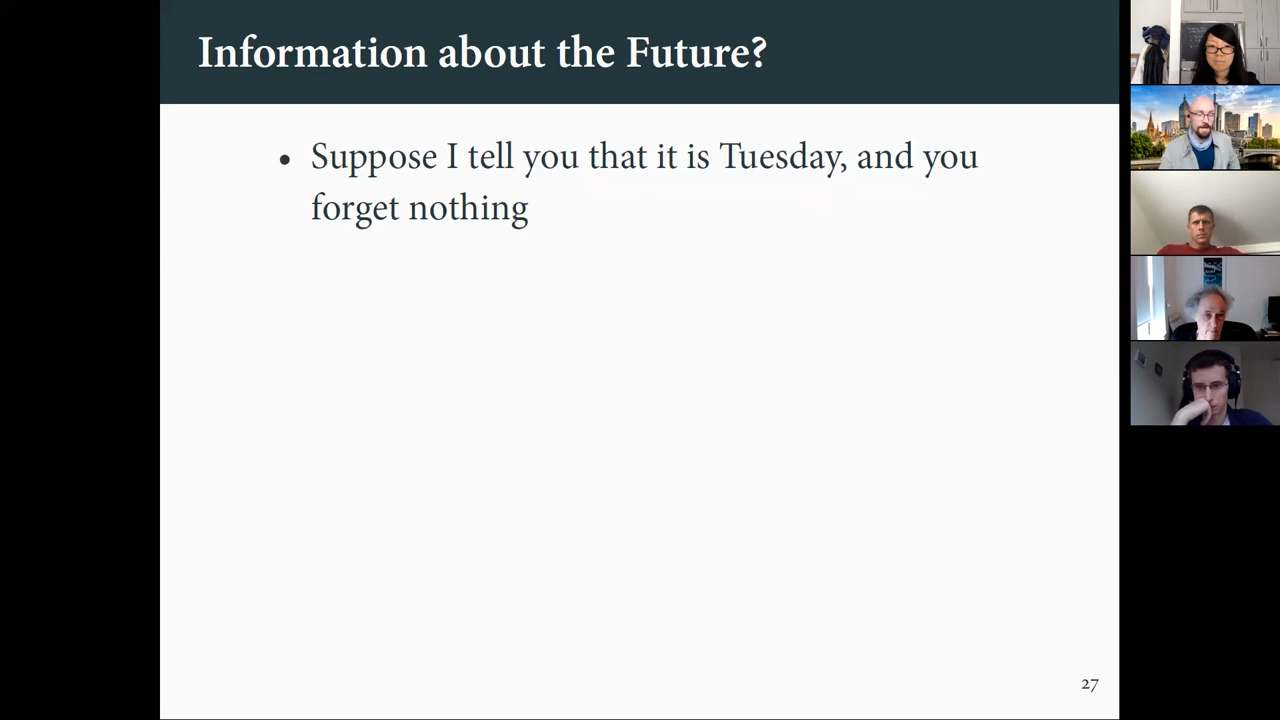 Information about the Future?
• Suppose I tell you that it is Tuesday, and you
forget nothing
27